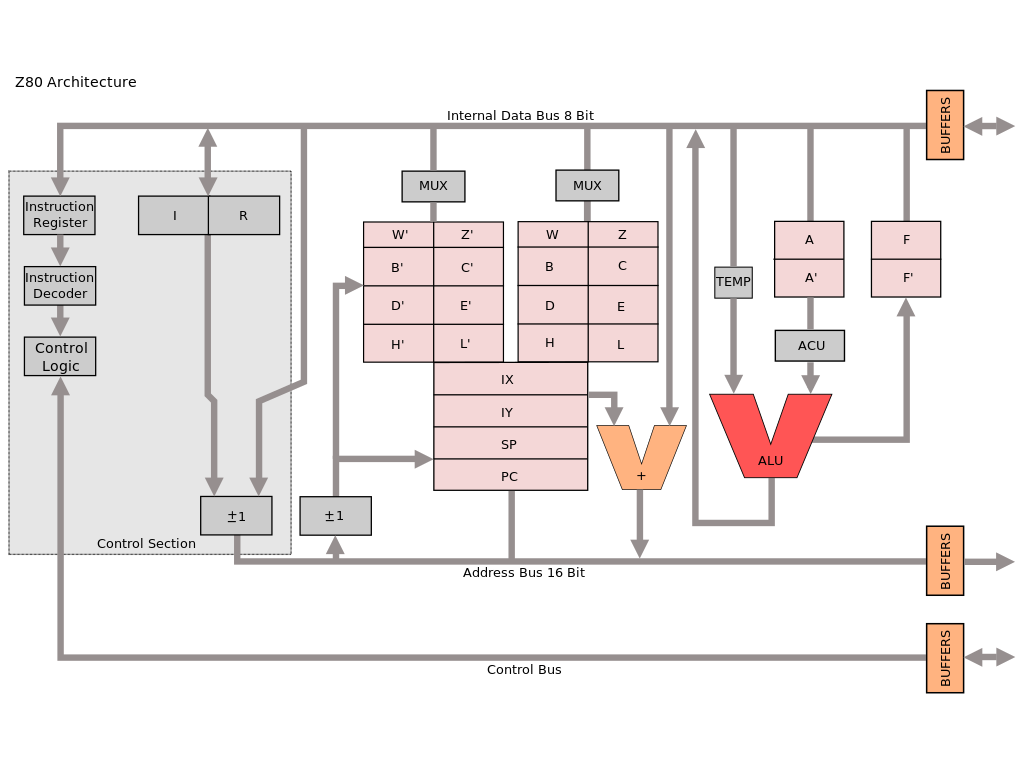 Z80 Architecture
Internal Data Bus 8 Bit
BUFFERS
MUX
MUX
Instruction
Register
I
R
W'
Z'
W
Z
B'
C'
B
C
D'
E'
D
E
H'
L'
H
L
A
A'
F
F'
TEMP
Instruction
Decoder
ACU
Control
Logic
IX
IY
SP
PC
+
ALU
±1
±1
Control Section
BUFFERS
Address Bus 16 Bit
BUFFERS
Control Bus